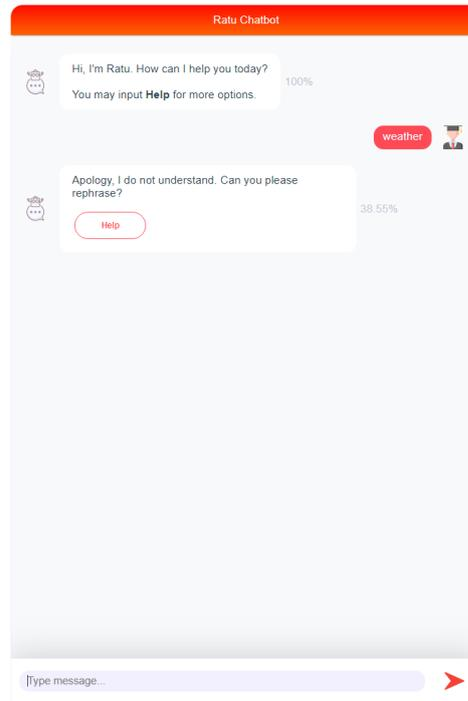 Ratu Chatbot
Hi, I'm Ratu. How can I help you today?
You may input Help for more options.
100%
weather
Apology, I do not understand. Can you please
rephrase?
Help
38.55%
Type message...